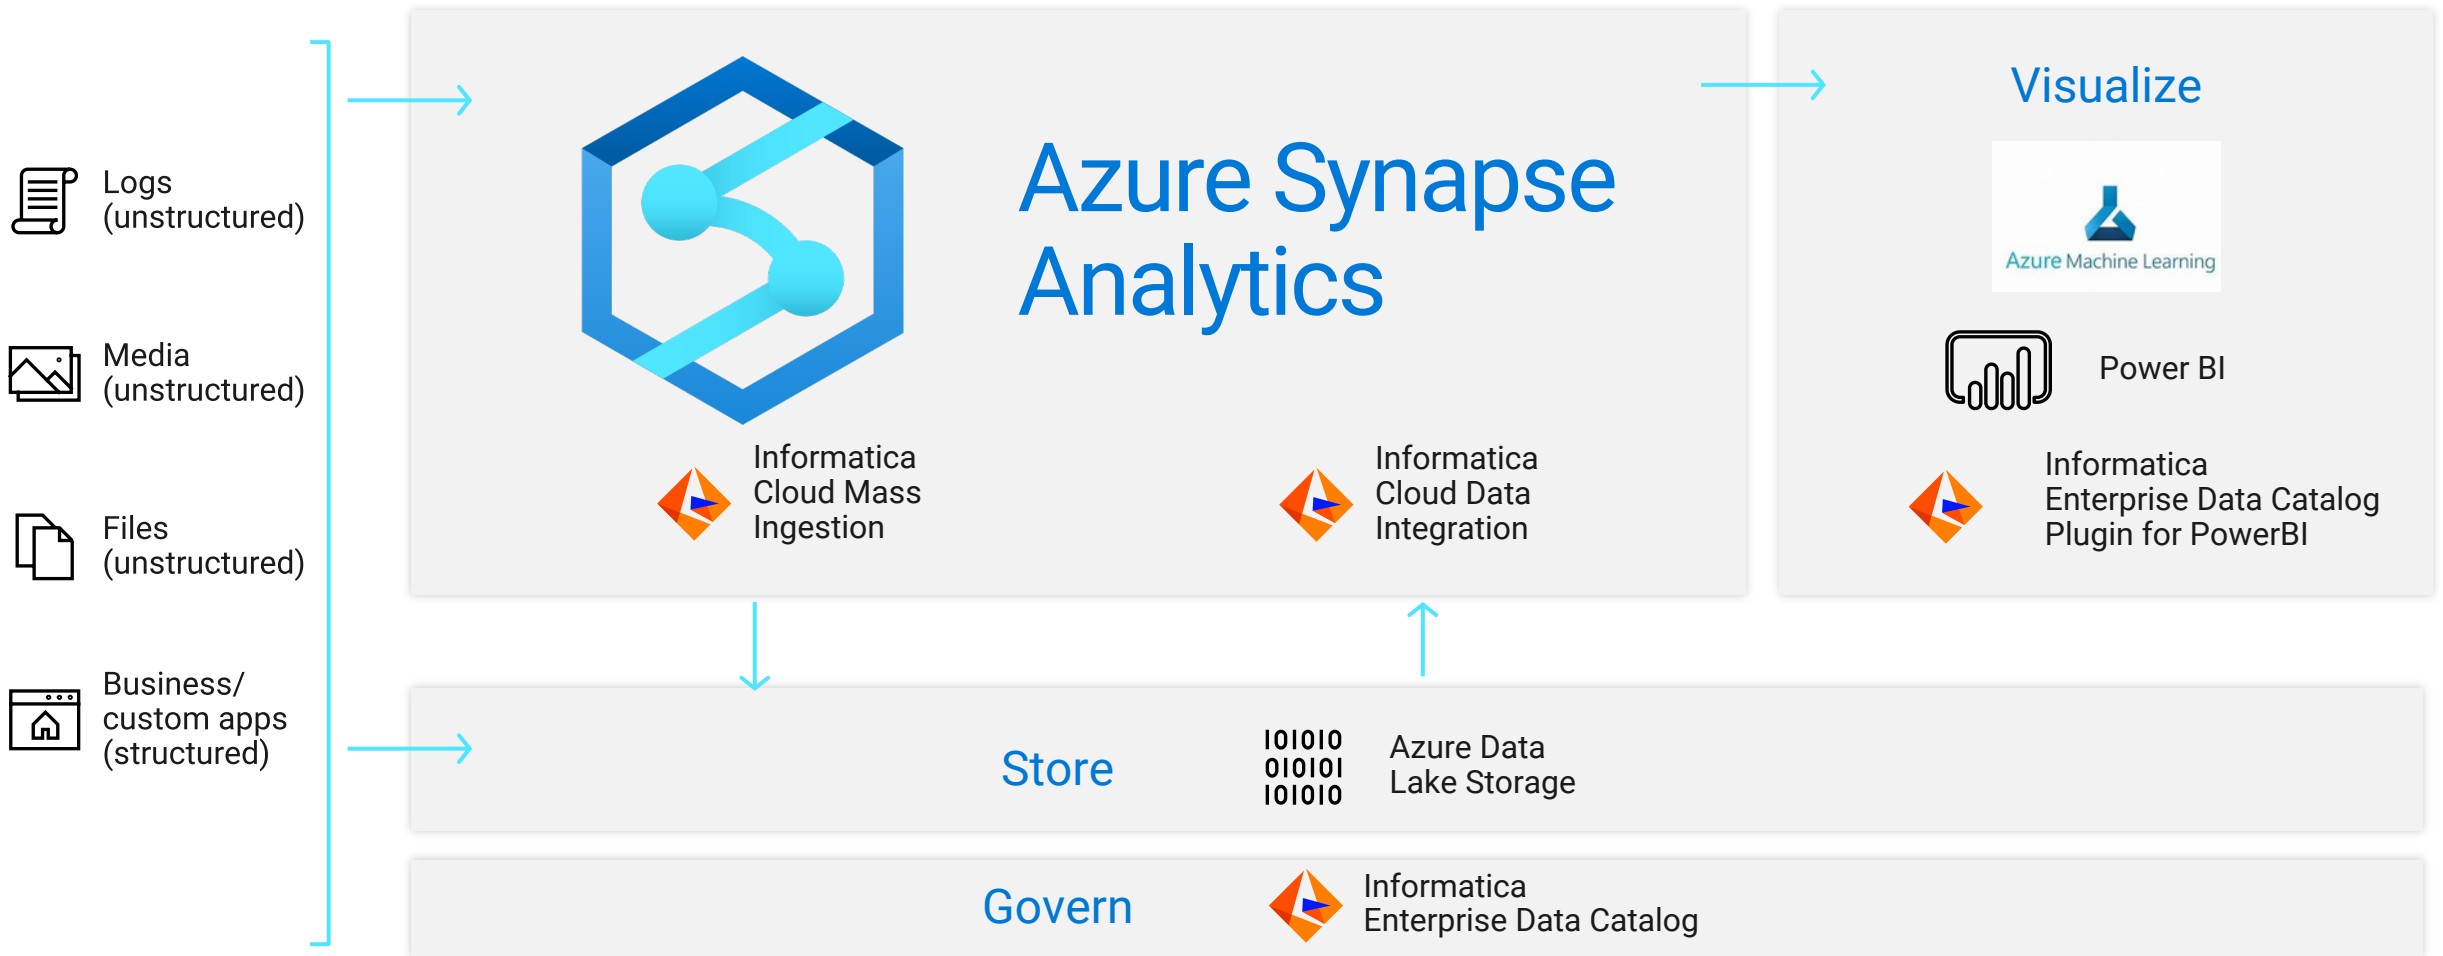 Logs
(unstructured)
Media
(unstructured)
Files
(unstructured)
Business/
custom apps
(structured)
Azure Synapse
Analytics
Informatica
Cloud Mass
Ingestion
Informatica
Cloud Data
Integration
Visualize
Azure Machine Learning
Power BI
Informatica
Enterprise Data Catalog
Plugin for PowerBI
Store
101010
010101
101010
Azure Data
Lake Storage
Govern
Informatica
Enterprise Data Catalog